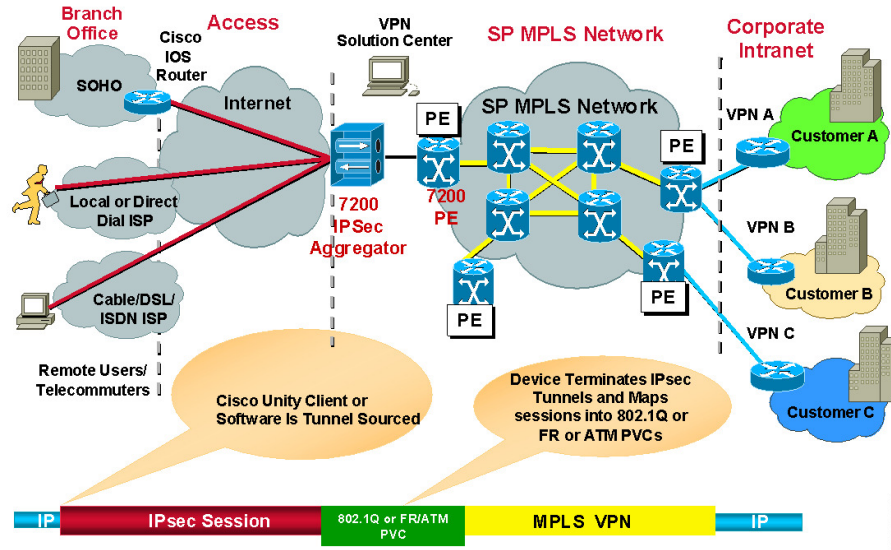 Branch
Office
Cisco
IOS
Router
Access
VPN
Solution Center
SP MPLS Network
Corporate
Intranet
SOHO
Internet
PE
SP MPLS Network
PE
VPN A
Customer A
Local or Direct
Dial ISP
7200
IPSec
Aggregator
7200
PE
VPN B
Customer B
Cable/DSL/
ISDN ISP
PE
PE
VPN C
Customer C
Remote Users/
Telecommuters
Cisco Unity Client or
Software Is Tunnel Sourced
Device Terminates IPsec
Tunnels and Maps
sessions into 802.1Q or
FR or ATM PVCs
IP
IPsec Session
802.1Q or FR/ATM
PVC
MPLS VPN
IP